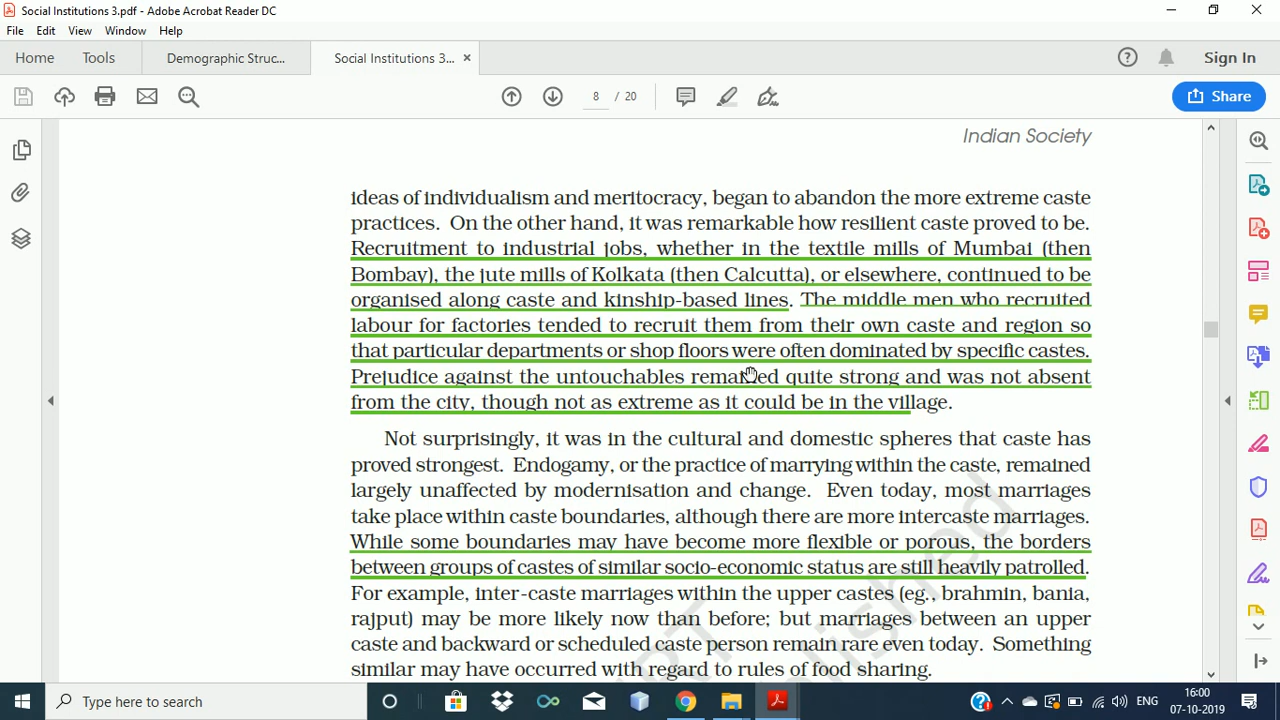 Social Institutions 3.pdf - Adobe Acrobat Reader DC
File Edit View Window Help
Home Tools Demographic Struc... Social Institutions 3... × Sign In
8 / 20 Share
Indian Society
ideas of individualism and meritocracy, began to abandon the more extreme caste
practices. On the other hand, it was remarkable how resilient caste proved to be.
Recruitment to industrial jobs, whether in the textile mills of Mumbai (then
Bombay), the jute mills of Kolkata (then Calcutta), or elsewhere, continued to be
organised along caste and kinship-based lines. The middle men who recruited
labour for factories tended to recruit them from their own caste and region so
that particular departments or shop floors were often dominated by specific castes.
Prejudice against the untouchables remained quite strong and was not absent
from the city, though not as extreme as it could be in the village.
Not surprisingly, it was in the cultural and domestic spheres that caste has
proved strongest. Endogamy, or the practice of marrying within the caste, remained
largely unaffected by modernisation and change. Even today, most marriages
take place within caste boundaries, although there are more intercaste marriages.
While some boundaries may have become more flexible or porous, the borders
between groups of castes of similar socio-economic status are still heavily patrolled.
For example, inter-caste marriages within the upper castes (eg., brahmin, bania,
rajput) may be more likely now than before; but marriages between an upper
caste and backward or scheduled caste person remain rare even today. Something
similar may have occurred with regard to rules of food sharing.
Type here to search
ENG
16:00
07-10-2019